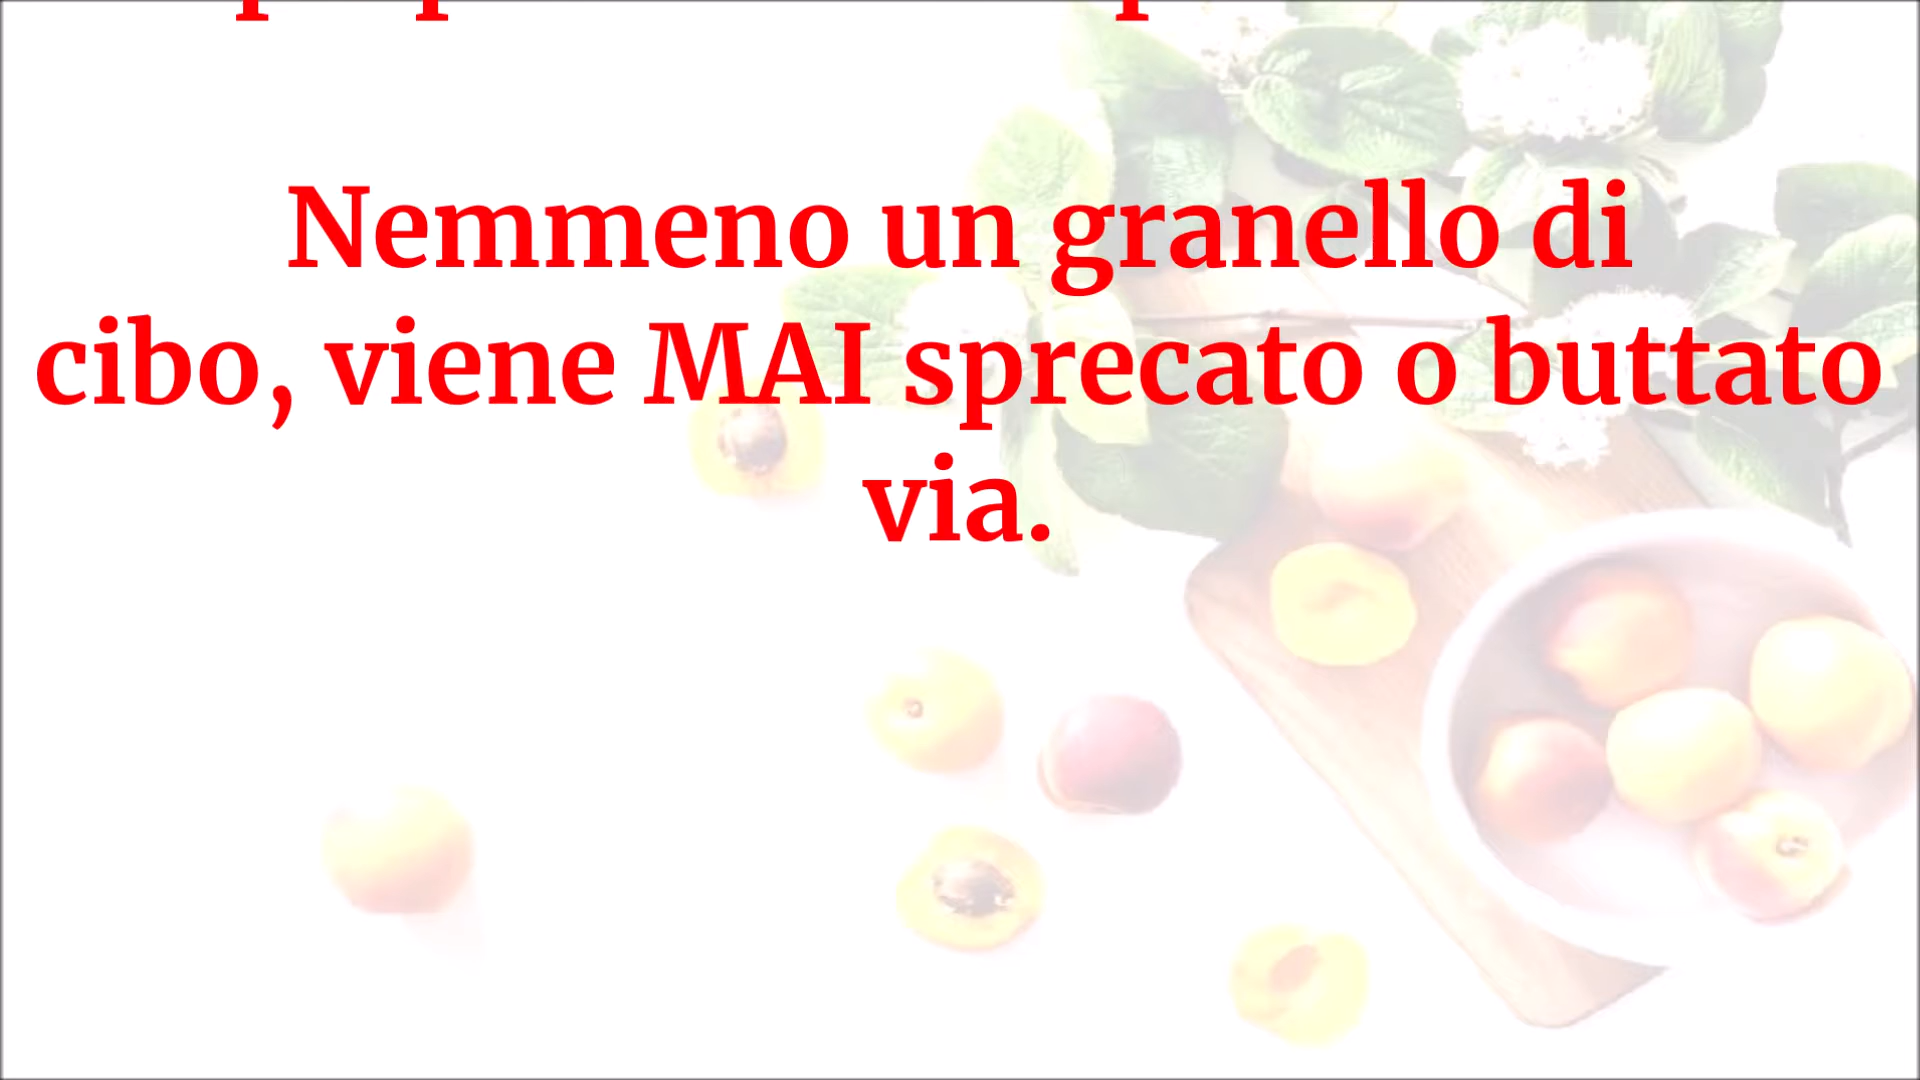 Nemmeno un granello di
cibo, viene MAI sprecato o buttato
via.